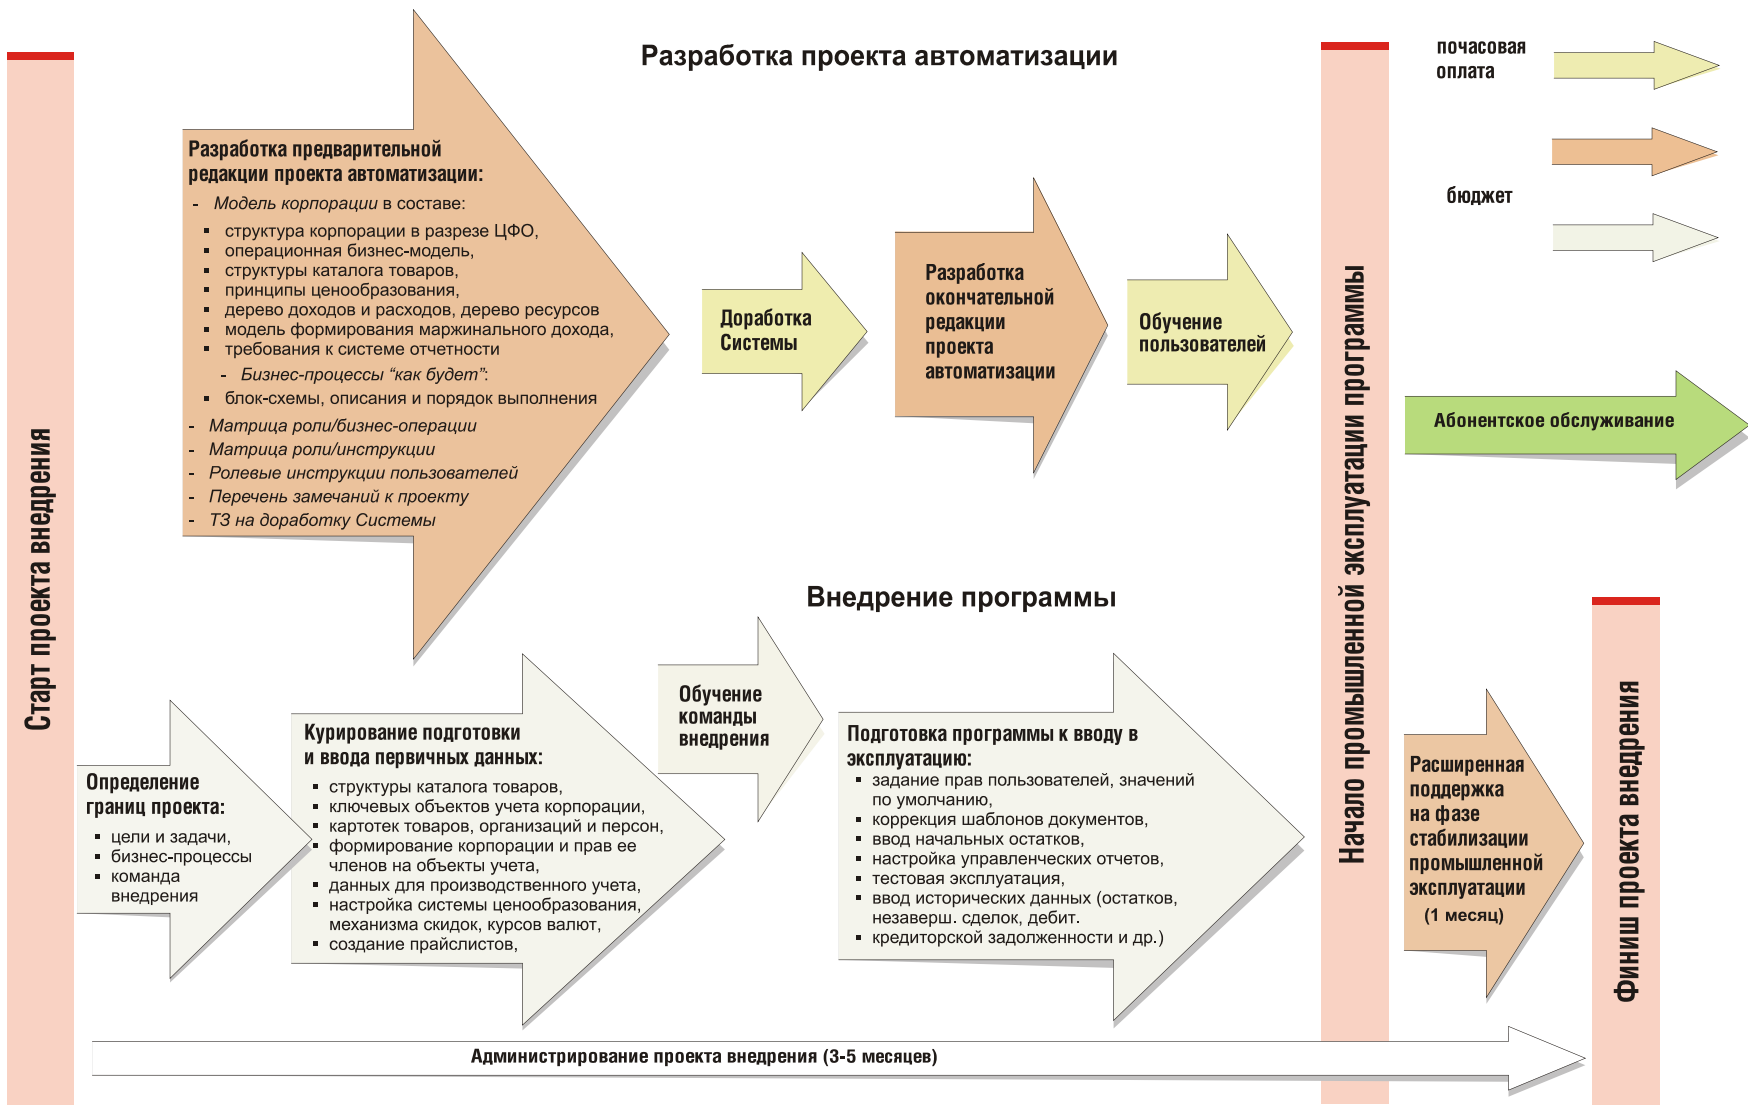 Старт проекта внедрения
Разработка проекта автоматизации
Разработка предварительной
редакции проекта автоматизации:
- Модель корпорации в составе:
▪ структура корпорации в разрезе ЦФО,
▪ операционная бизнес-модель,
▪ структуры каталога товаров,
▪ принципы ценообразования,
▪ дерево доходов и расходов, дерево ресурсов
▪ модель формирования маржинального дохода,
▪ требования к системе отчетности
- Бизнес-процессы “как будет”:
▪ блок-схемы, описания и порядок выполнения
- Матрица роли/бизнес-операции
- Матрица роли/инструкции
- Ролевые инструкции пользователей
- Перечень замечаний к проекту
- ТЗ на доработку Системы
Доработка
Системы
Разработка
окончательной
редакции
проекта
автоматизации
Обучение
пользователей
Внедрение программы
Определение
границ проекта:
▪ цели и задачи,
▪ бизнес-процессы
▪ команда
внедрения
Курирование подготовки
и ввода первичных данных:
▪ структуры каталога товаров,
▪ ключевых объектов учета корпорации,
▪ картотек товаров, организаций и персон,
▪ формирование корпорации и прав ее
членов на объекты учета,
▪ данных для производственного учета,
▪ настройка системы ценообразования,
механизма скидок, курсов валют,
▪ создание прайслистов,
Обучение
команды
внедрения
Подготовка программы к вводу в
эксплуатацию:
▪ задание прав пользователей, значений
по умолчанию,
▪ коррекция шаблонов документов,
▪ ввод начальных остатков,
▪ настройка управленческих отчетов,
▪ тестовая эксплуатация,
▪ ввод исторических данных (остатков,
незаверш. сделок, дебит.
▪ кредиторской задолженности и др.)
Администрирование проекта внедрения (3-5 месяцев)
Начало промышленной эксплуатации программы
почасовая
оплата
бюджет
Абонентское обслуживание
Расширенная
поддержка
на фазе
стабилизации
промышленной
эксплуатации
(1 месяц)
Финиш проекта внедрения